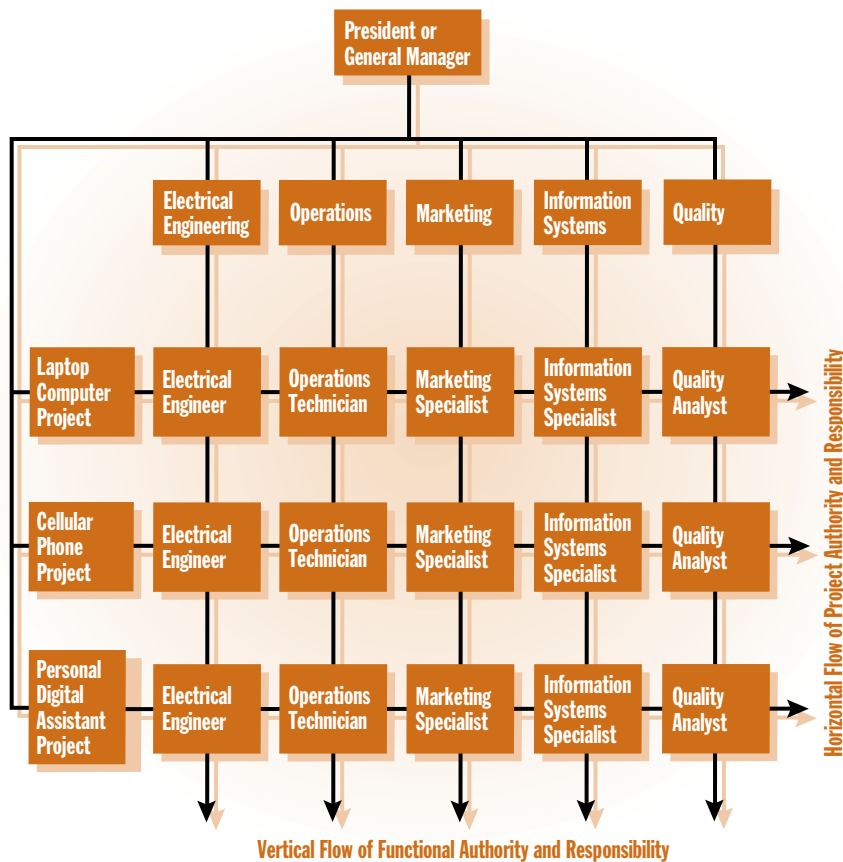 President or
General Manager
Electrical
Engineering
Operations
Marketing
Information
Systems
Quality
Laptop
Computer
Project
Electrical
Engineer
Operations
Technician
Marketing
Specialist
Information
Systems
Specialist
Quality
Analyst
Cellular
Phone
Project
Electrical
Engineer
Operations
Technician
Marketing
Specialist
Information
Systems
Specialist
Quality
Analyst
Personal
Digital
Assistant
Project
Electrical
Engineer
Operations
Technician
Marketing
Specialist
Information
Systems
Specialist
Quality
Analyst
Horizontal Flow of Project Authority and Responsibility
Vertical Flow of Functional Authority and Responsibility